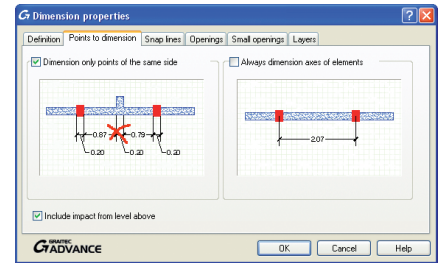 Dimension properties
Definition Points to dimension Snap lines Openings Small openings Layers
Dimension only points of the same side
Always dimension axes of elements
0.87 0.79
0.20 0.20 0.20
2.07
Include impact from level above
GRAITEC
ADVANCE
OK Cancel Help